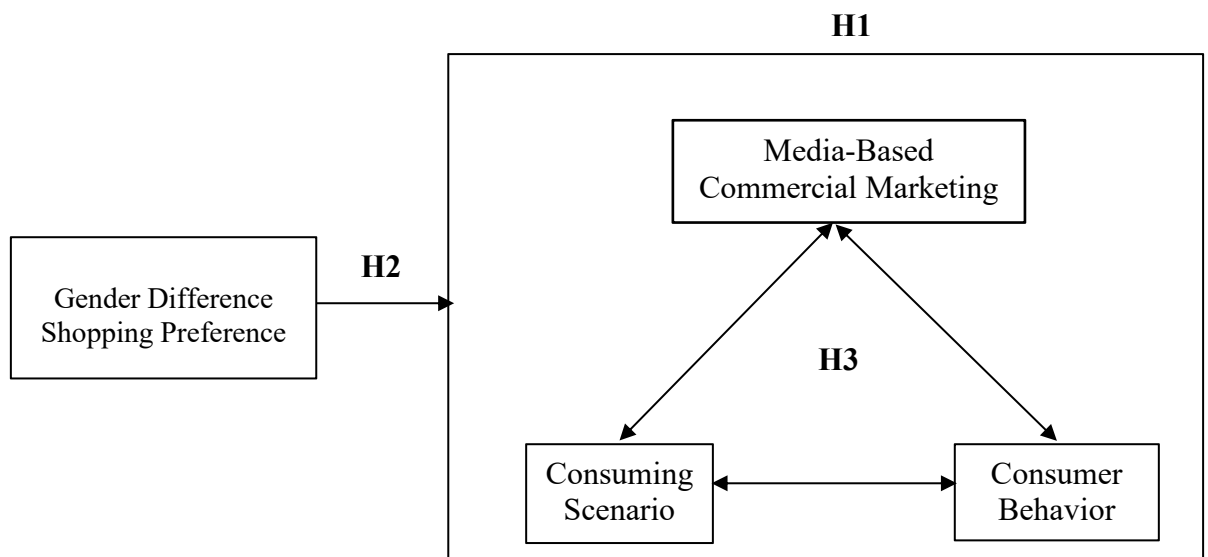 H1
Media-Based
Commercial Marketing
H2
Gender Difference
Shopping Preference
H3
Consuming
Scenario
Consumer
Behavior